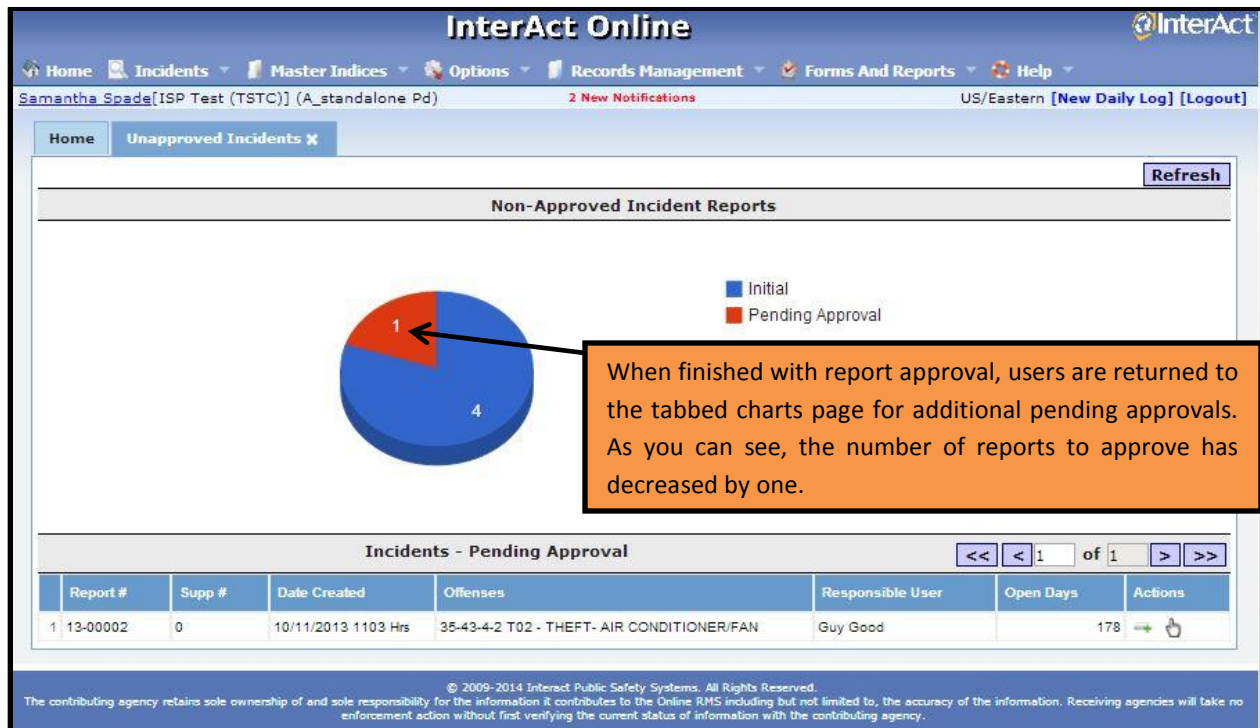 InterAct Online
InterAct
Home Incidents Master Indices Options Records Management Forms And Reports Help
Samantha Spade[ISP Test (TSTC)] (A_standalone Pd) 2 New Notifications US/Eastern [New Daily Log] [Logout]
Home Unapproved Incidents X
Refresh
Non-Approved Incident Reports
Initial
Pending Approval
1
4
When finished with report approval, users are returned to
the tabbed charts page for additional pending approvals.
As you can see, the number of reports to approve has
decreased by one.
Incidents - Pending Approval << < 1 of 1 > >>
Report # Supp # Date Created Offenses Responsible User Open Days Actions
1 13-00002 0 10/11/2013 1103 Hrs 35-43-4-2 T02 - THEFT- AIR CONDITIONER/FAN Guy Good 178
© 2009-2014 Interact Public Safety Systems. All Rights Reserved.
The contributing agency retains sole ownership of and sole responsibility for the information it contributes to the Online RMS including but not limited to, the accuracy of the information. Receiving agencies will take no
enforcement action without first verifying the current status of information with the contributing agency.